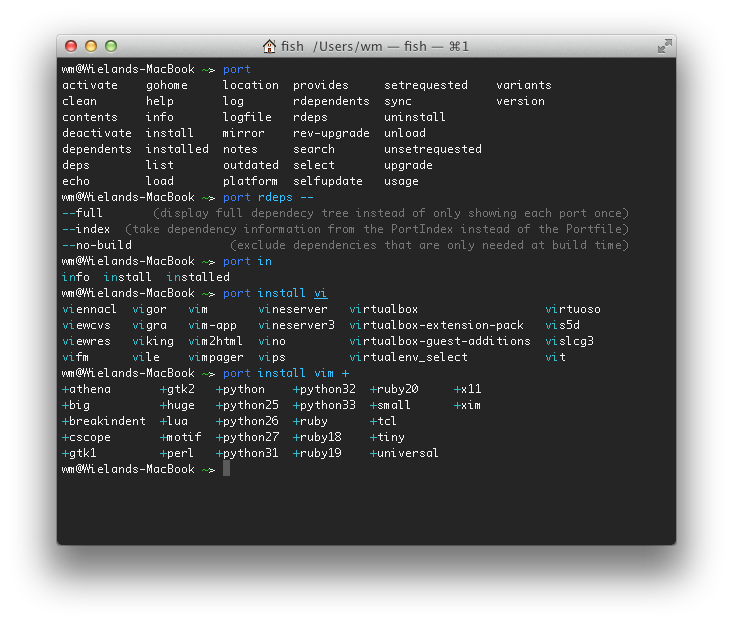 fish  /Users/wm — fish — ⌘1
wm@Wielands-MacBook ~> port
activate    gohome     location  provides     setrequested    variants
clean       help       log       rdependents  sync            version
contents    info       logfile   rdeps        uninstall
deactivate  install    mirror    rev-upgrade  unload
dependents  installed  notes     search       unsetrequested
deps        list       outdated  select       upgrade
echo        load       platform  selfupdate   usage
wm@Wielands-MacBook ~> port rdeps --
--full       (display full dependecy tree instead of only showing each port once)
--index  (take dependency information from the PortIndex instead of the Portfile)
--no-build              (exclude dependencies that are only needed at build time)
wm@Wielands-MacBook ~> port in
info  install  installed
wm@Wielands-MacBook ~> port install vi
viennacl  vigor   vim       vineserver   virtualbox                  virtuoso
viewcvs   vigra   vim-app   vineserver3  virtualbox-extension-pack   vis5d
viewres   viking  vim2html  vino         virtualbox-guest-additions  vislcg3
vifm      vile    vimpager  vips         virtualenv_select           vit
wm@Wielands-MacBook ~> port install vim +
+athena       +gtk2   +python    +python32  +ruby20     +x11
+big          +huge   +python25  +python33  +small      +xim
+breakindent  +lua    +python26  +ruby      +tcl
+cscope       +motif  +python27  +ruby18    +tiny
+gtk1         +perl   +python31  +ruby19    +universal
wm@Wielands-MacBook ~>